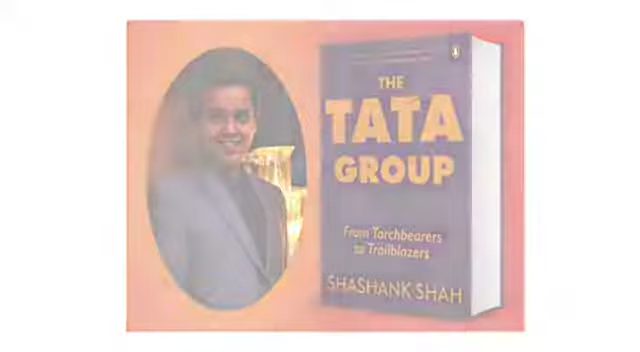 THE
TATA
GROUP
From Torchbearers
to Trailblazers
SHASHANK SHAH